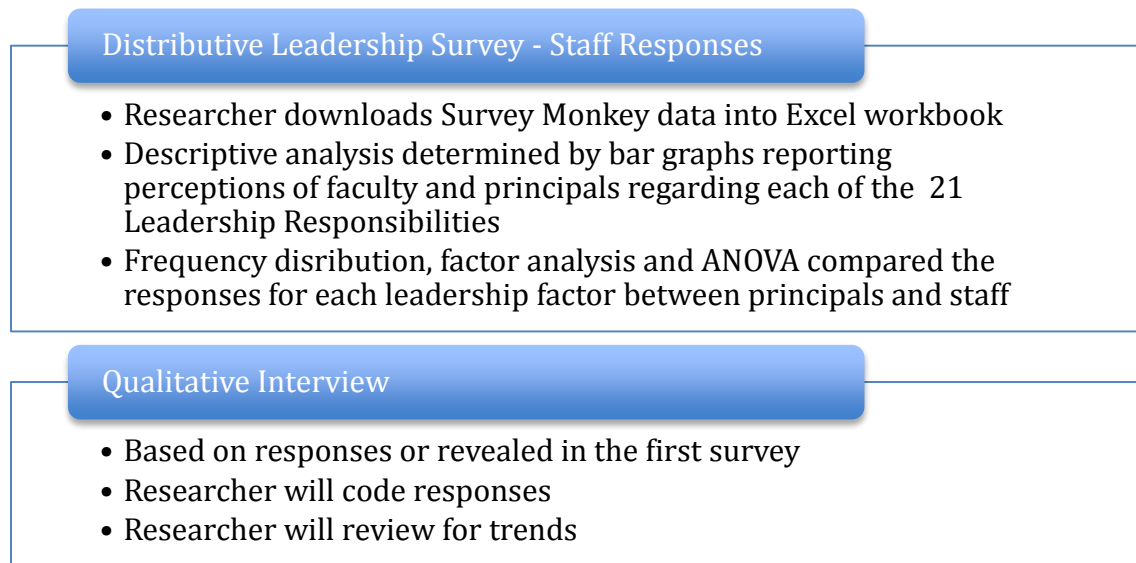 Distributive Leadership Survey - Staff Responses
• Researcher downloads Survey Monkey data into Excel workbook
• Descriptive analysis determined by bar graphs reporting
perceptions of faculty and principals regarding each of the 21
Leadership Responsibilities
• Frequency disribution, factor analysis and ANOVA compared the
responses for each leadership factor between principals and staff
Qualitative Interview
• Based on responses or revealed in the first survey
• Researcher will code responses
• Researcher will review for trends